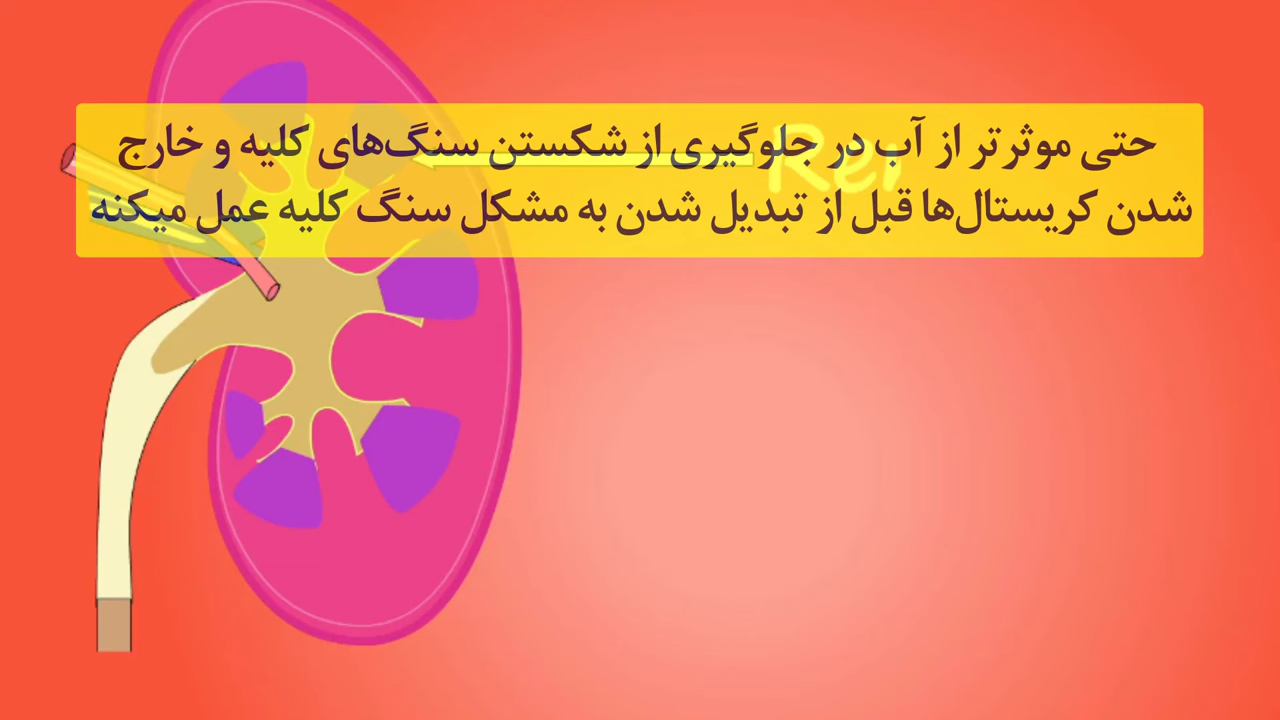 حتی موثرتر از آب در جلوگیری از شکستن سنگ‌های کلیه و خارج
شدن کریستال‌ها قبل از تبدیل شدن به مشکل سنگ کلیه عمل میکنه